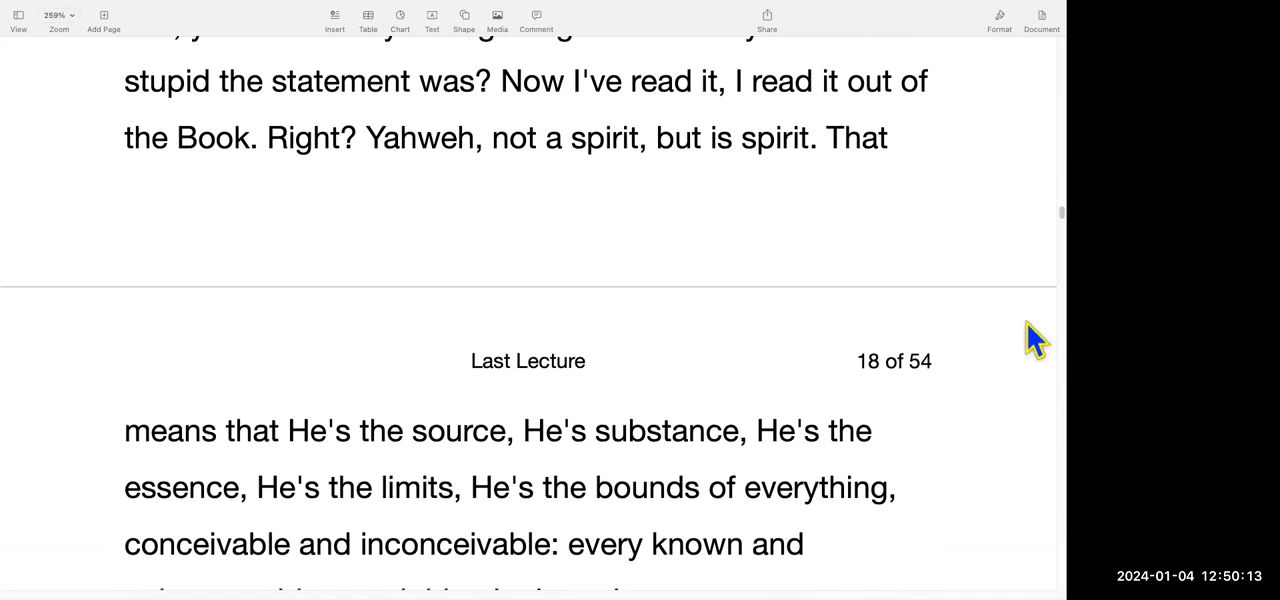 259%
View Zoom Add Page Insert Table Chart Text Shape Media Comment Share Format Document
stupid the statement was? Now I've read it, I read it out of
the Book. Right? Yahweh, not a spirit, but is spirit. That
Last Lecture 18 of 54
means that He's the source, He's substance, He's the
essence, He's the limits, He's the bounds of everything,
conceivable and inconceivable: every known and
2024-01-04 12:50:13